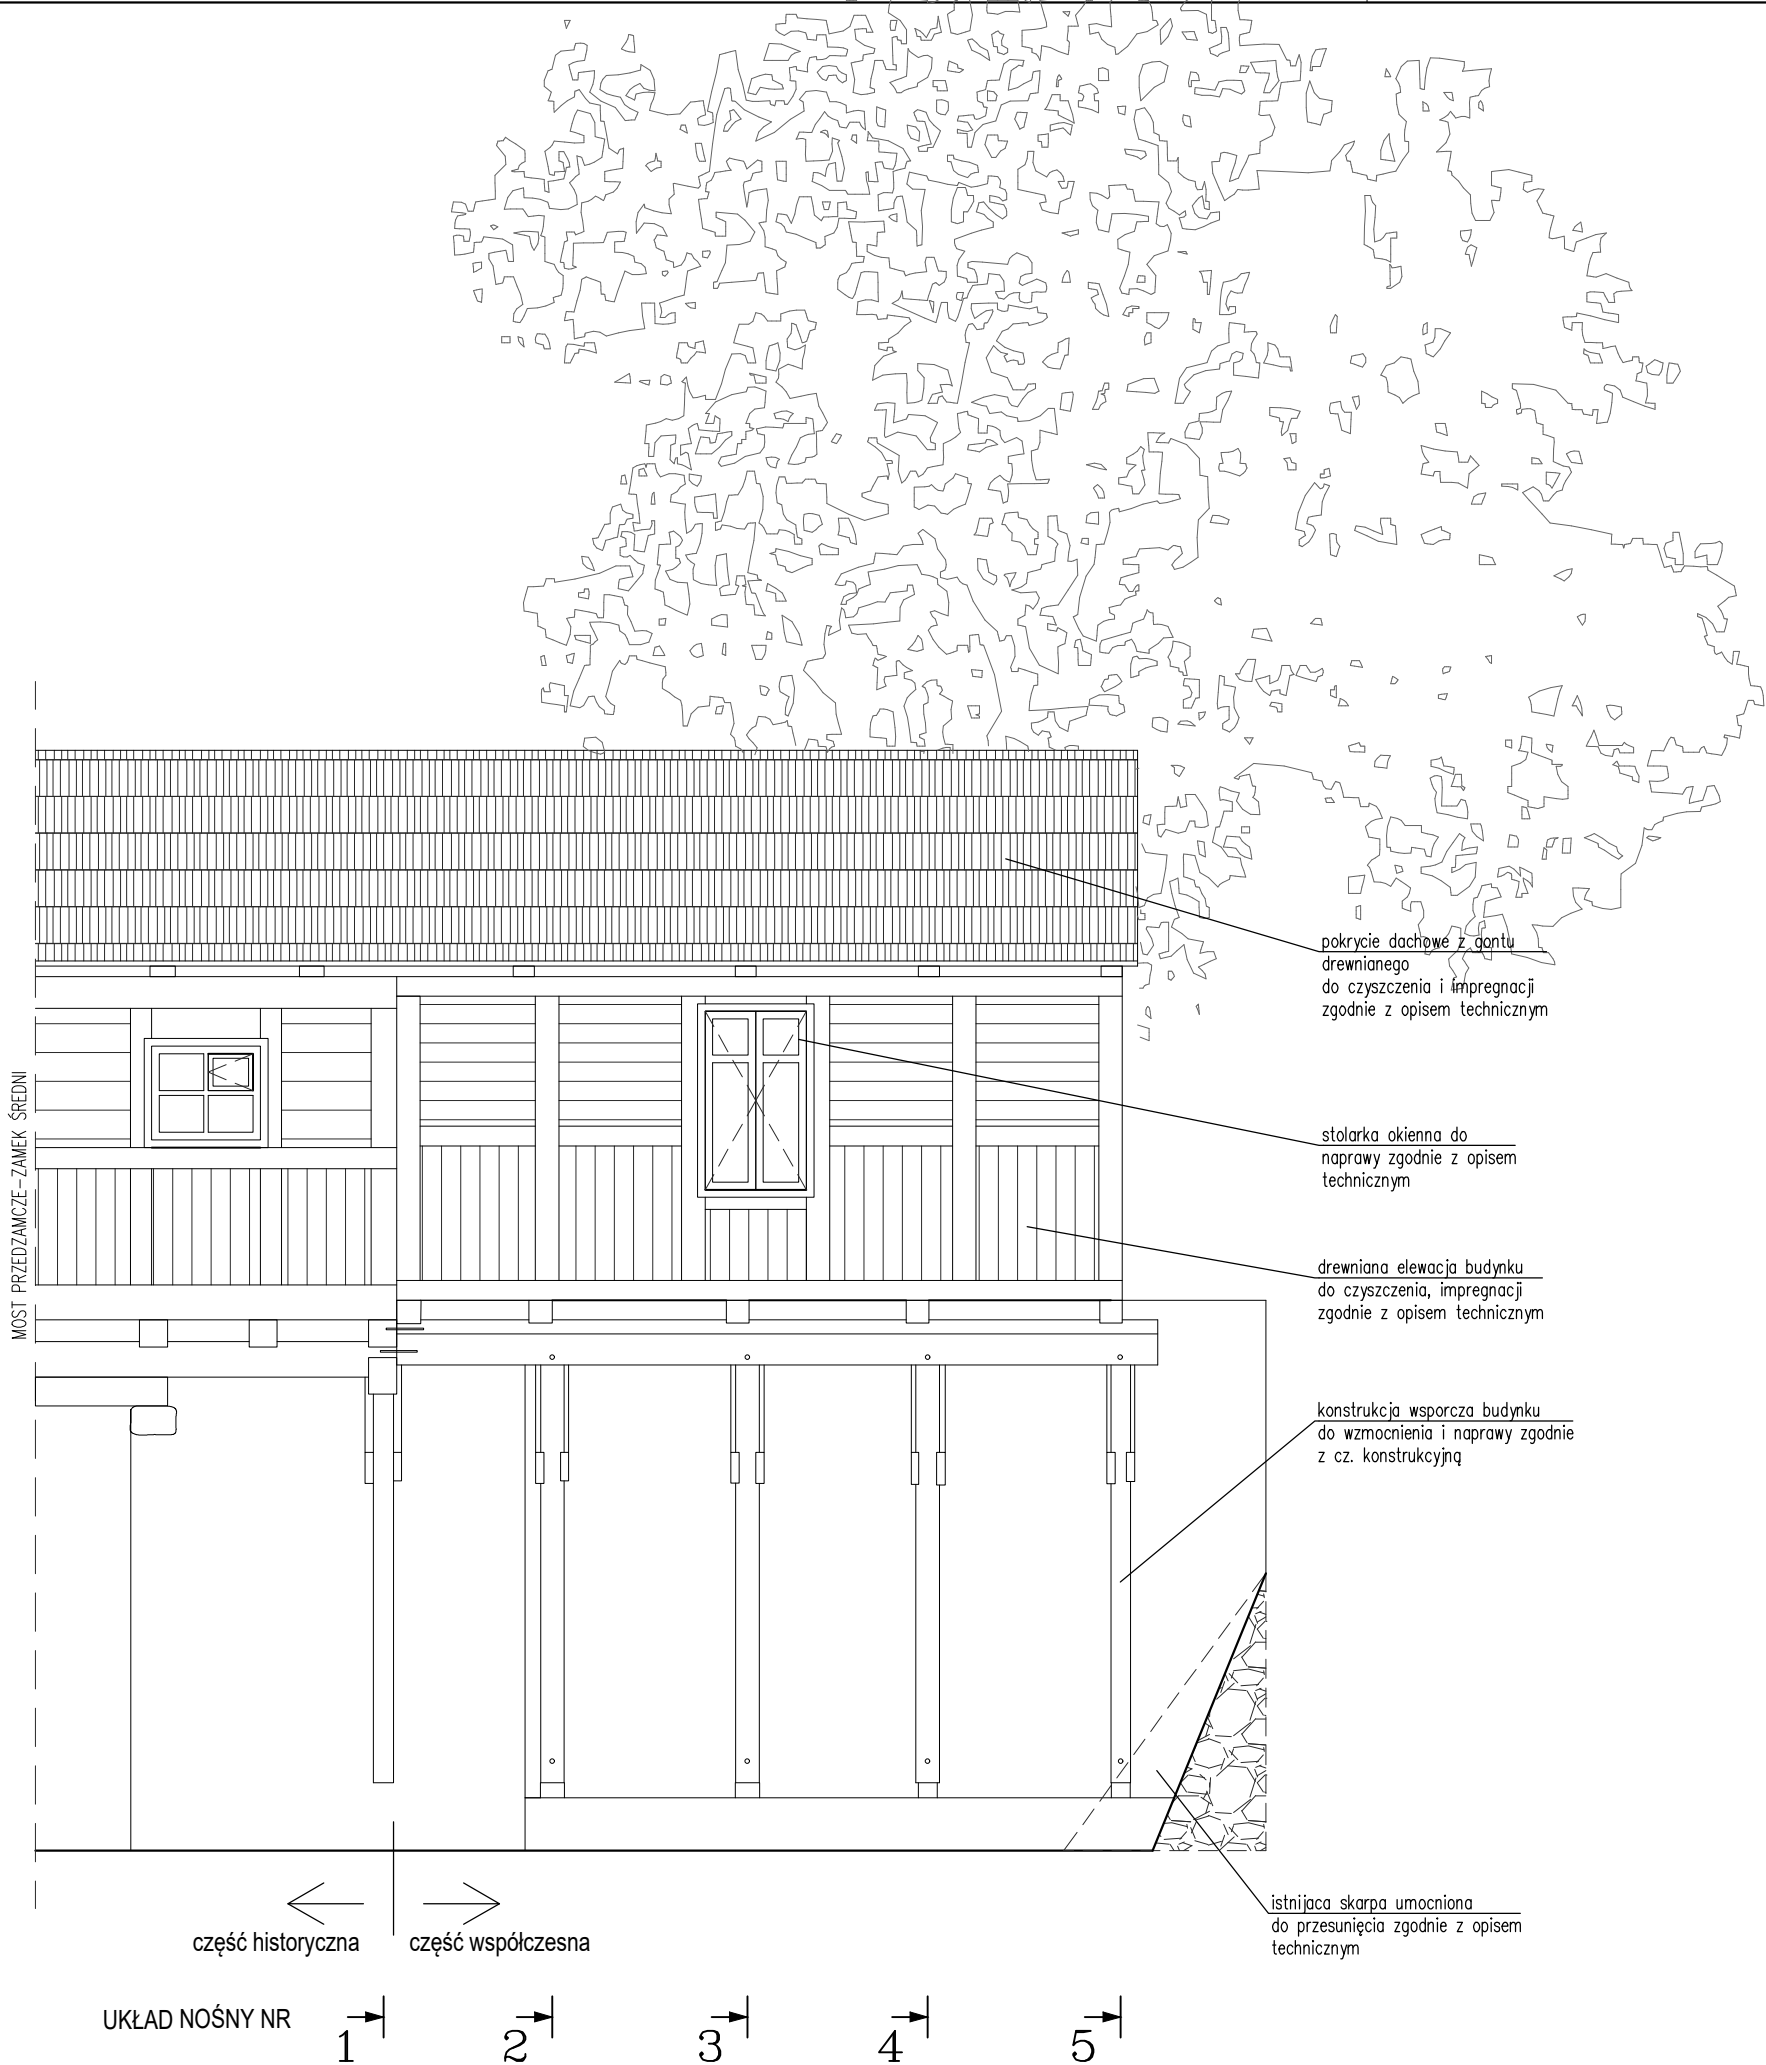 pokrycie dachowe z gontu
drewnianego
do czyszczenia i impregnacji
zgodnie z opisem technicznym
MOST PRZEDZAMCZE-ZAMEK ŚREDNI
stolarka okienna do
naprawy zgodnie z opisem
technicznym
drewniana elewacja budynku
do czyszczenia, impregnacji
zgodnie z opisem technicznym
konstrukcja wsporcza budynku
do wzmocnienia i naprawy zgodnie
z cz. konstrukcyjną
istnijaca skarpa umocniona
do przesunięcia zgodnie z opisem
technicznym
część historyczna część współczesna
UKŁAD NOŚNY NR 1 2 3 4 5